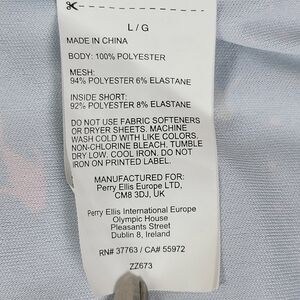 L / G
MADE IN CHINA
BODY: 100% POLYESTER
MESH:
94% POLYESTER 6% ELASTANE
INSIDE SHORT:
92% POLYESTER 8% ELASTANE
DO NOT USE FABRIC SOFTENERS
OR DRYER SHEETS. MACHINE
WASH COLD WITH LIKE COLORS.
NON-CHLORINE BLEACH. TUMBLE
DRY LOW. COOL IRON. DO NOT
IRON ON PRINTED LABEL.
MANUFACTURED FOR:
Perry Ellis Europe LTD,
CM8 3DJ, UK
Perry Ellis International Europe
Olympic House
Pleasants Street
Dublin 8, Ireland
RN# 37763 / CA# 55972
ZZ673